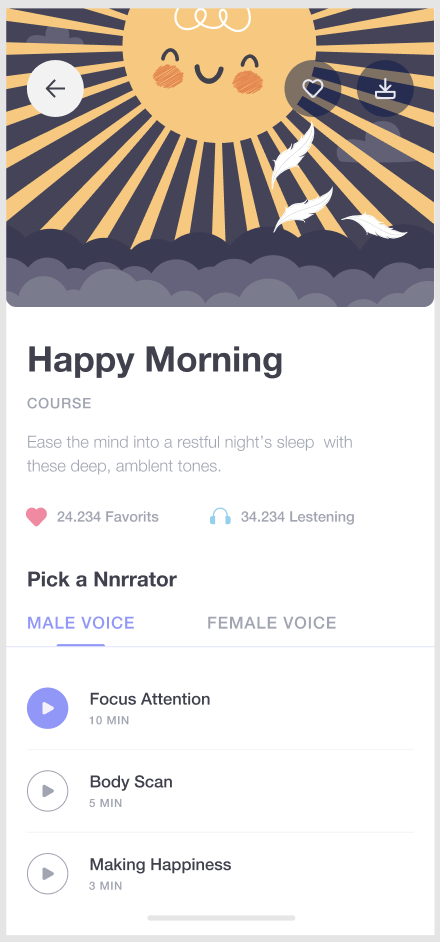 Happy Morning
COURSE
Ease the mind into a restful night's sleep  with
these deep, amblent tones.
24.234 Favorits
34.234 Lestening
Pick a Nnrrator
MALE VOICE
FEMALE VOICE
Focus Attention
10 MIN
Body Scan
5 MIN
Making Happiness
3 MIN